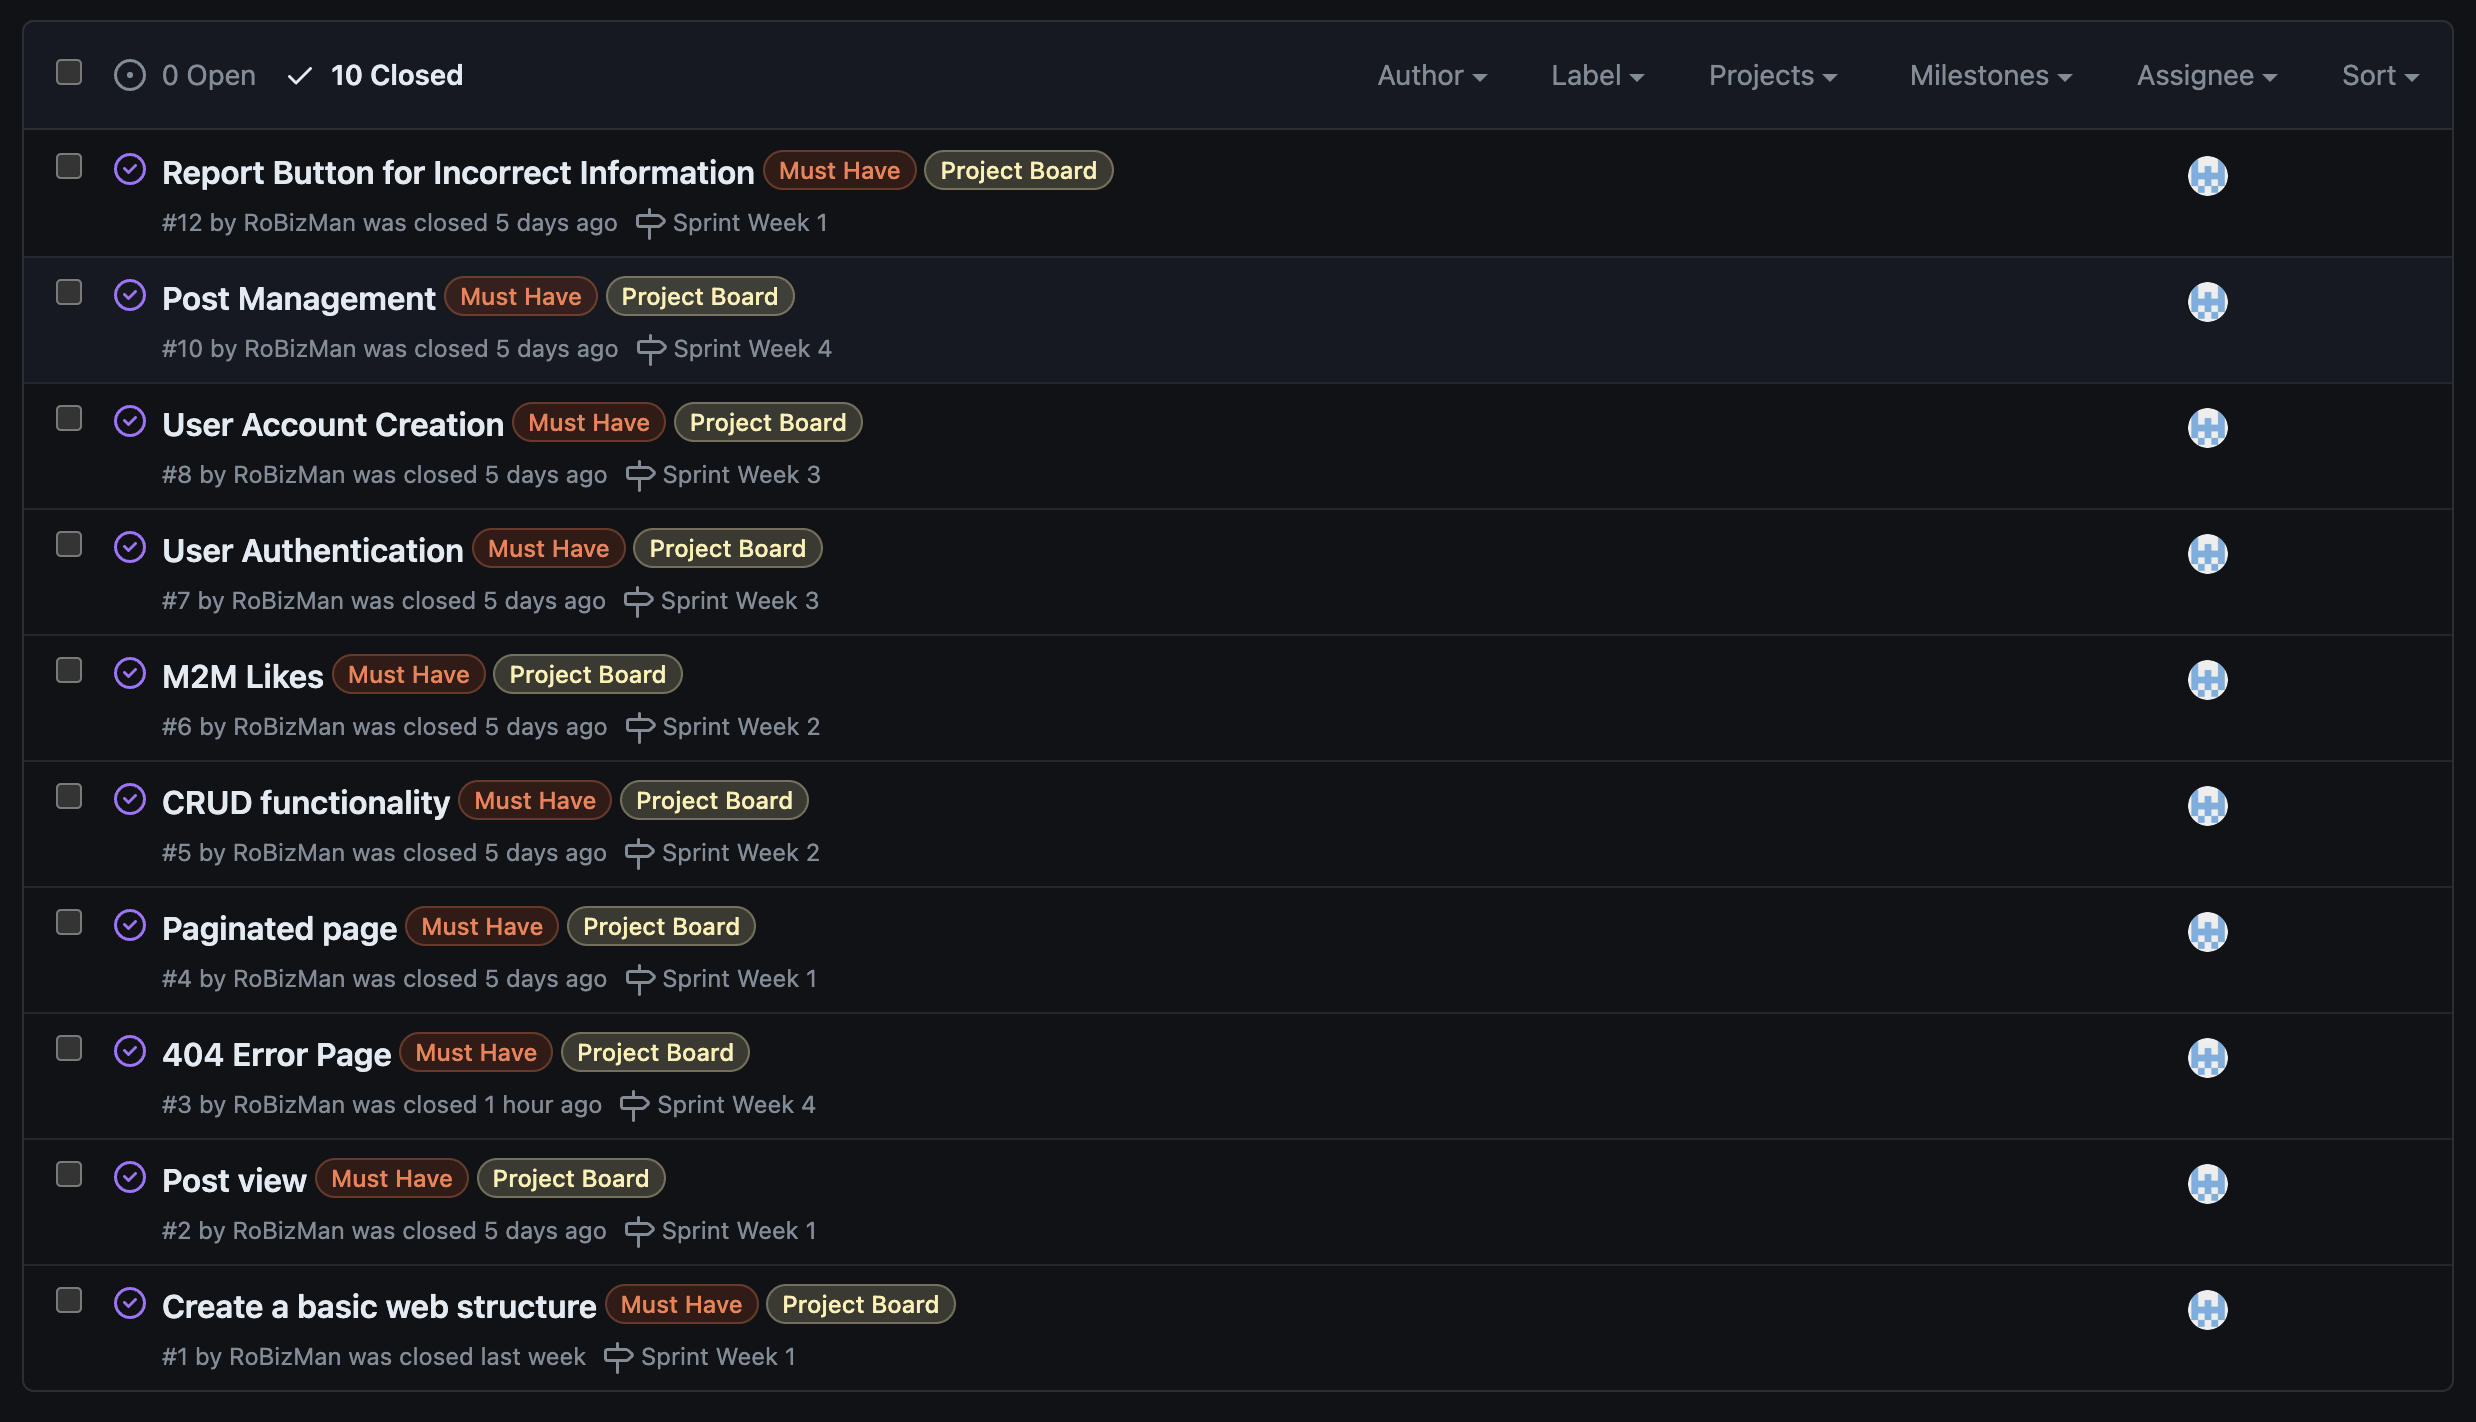 0 Open 10 Closed Author Label Projects Milestones Assignee Sort
Report Button for Incorrect Information Must Have Project Board
#12 by RoBizMan was closed 5 days ago Sprint Week 1
Post Management Must Have Project Board
#10 by RoBizMan was closed 5 days ago Sprint Week 4
User Account Creation Must Have Project Board
#8 by RoBizMan was closed 5 days ago Sprint Week 3
User Authentication Must Have Project Board
#7 by RoBizMan was closed 5 days ago Sprint Week 3
M2M Likes Must Have Project Board
#6 by RoBizMan was closed 5 days ago Sprint Week 2
CRUD functionality Must Have Project Board
#5 by RoBizMan was closed 5 days ago Sprint Week 2
Paginated page Must Have Project Board
#4 by RoBizMan was closed 5 days ago Sprint Week 1
404 Error Page Must Have Project Board
#3 by RoBizMan was closed 1 hour ago Sprint Week 4
Post view Must Have Project Board
#2 by RoBizMan was closed 5 days ago Sprint Week 1
Create a basic web structure Must Have Project Board
#1 by RoBizMan was closed last week Sprint Week 1